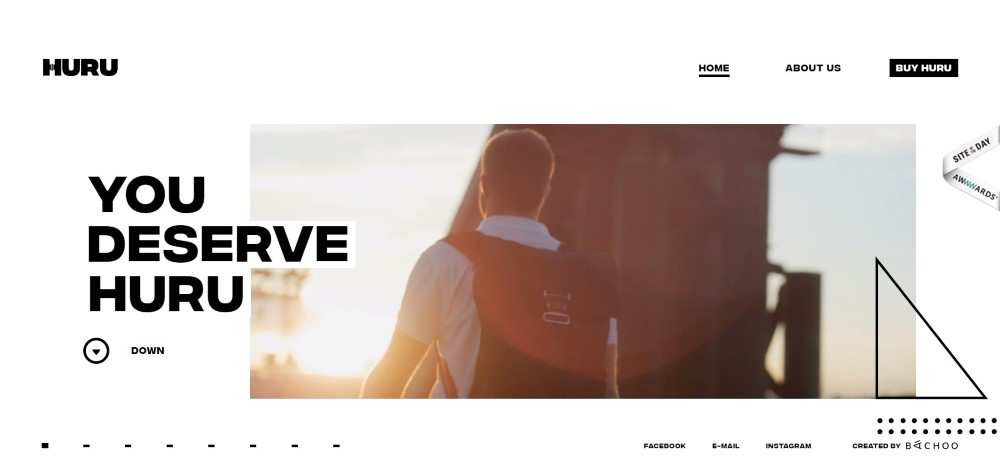 HURU
HOME
ABOUT US
BUY HURU
SITE OF THE DAY
AWWWARDS
YOU
DESERVE
HURU
DOWN
FACEBOOK
E-MAIL
INSTAGRAM
CREATED BY BACHOO